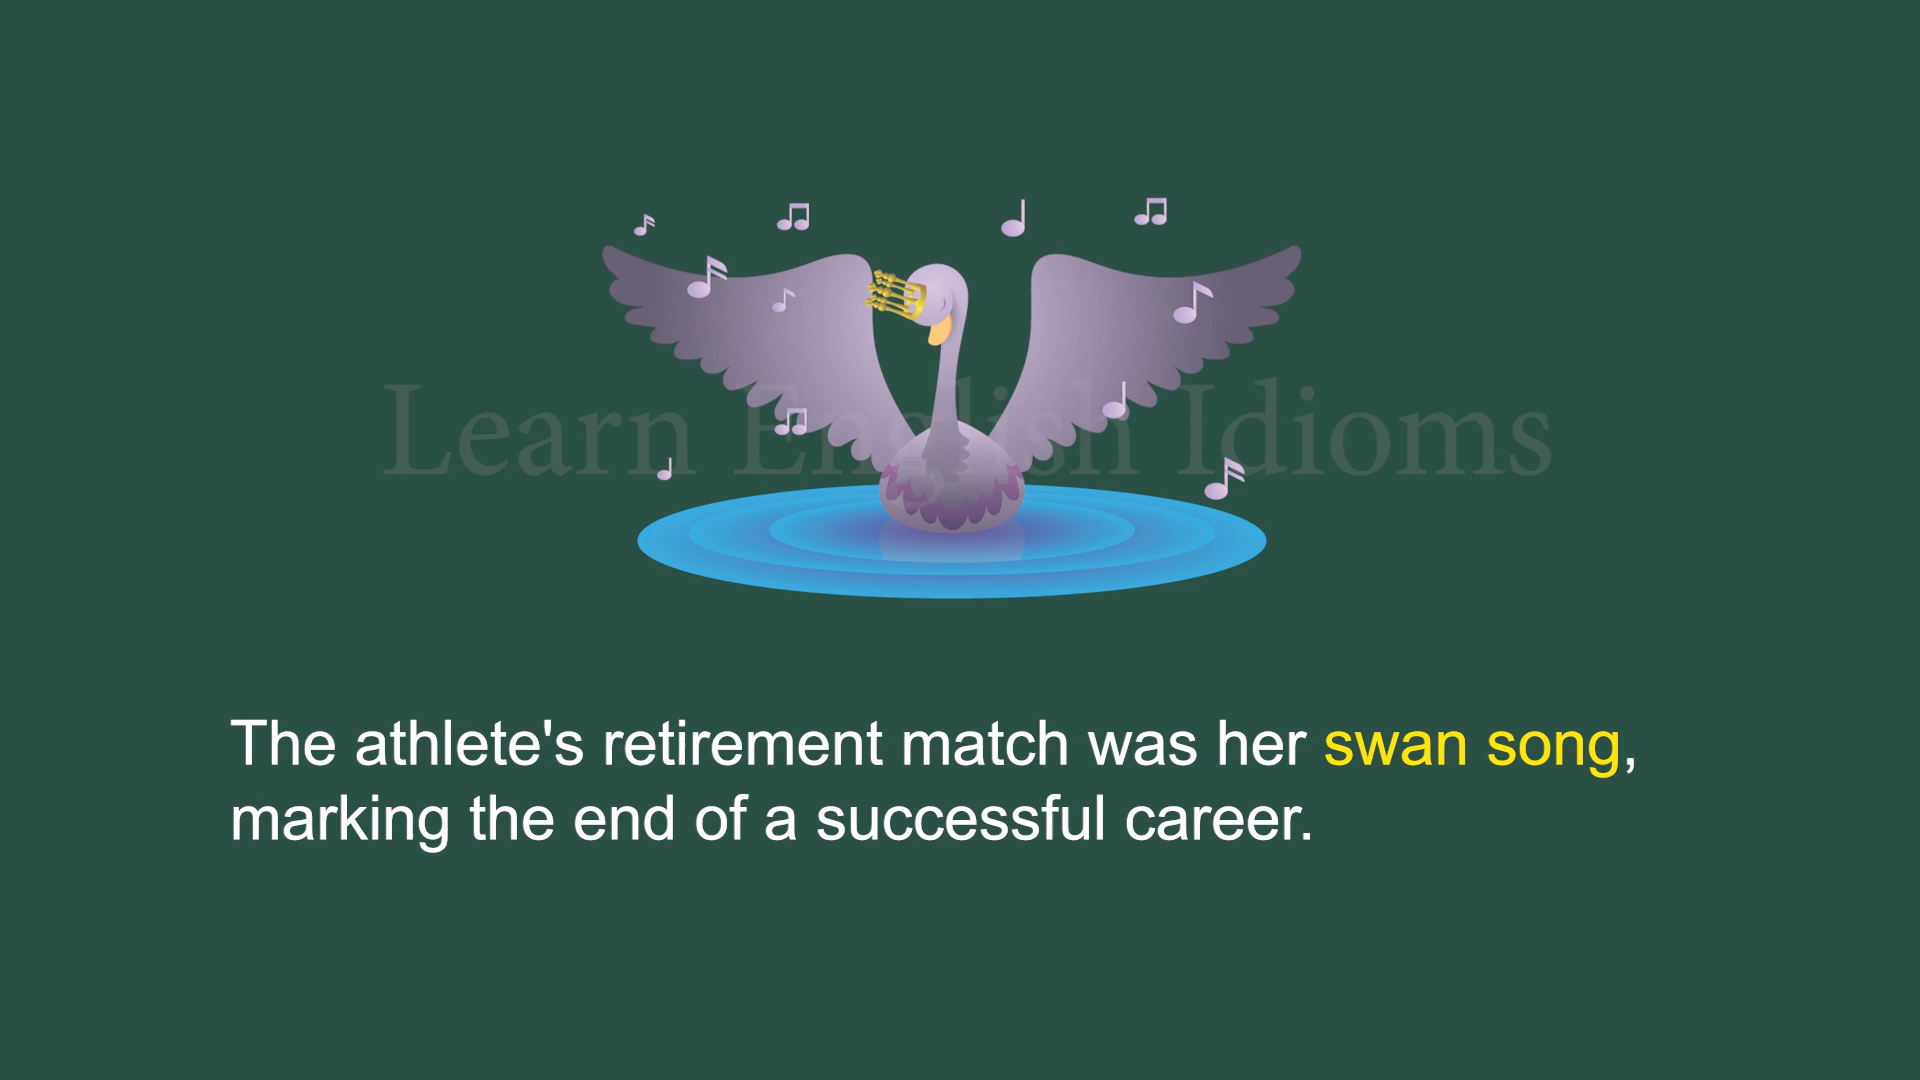 Learn English Idioms
The athlete's retirement match was her swan song,
marking the end of a successful career.